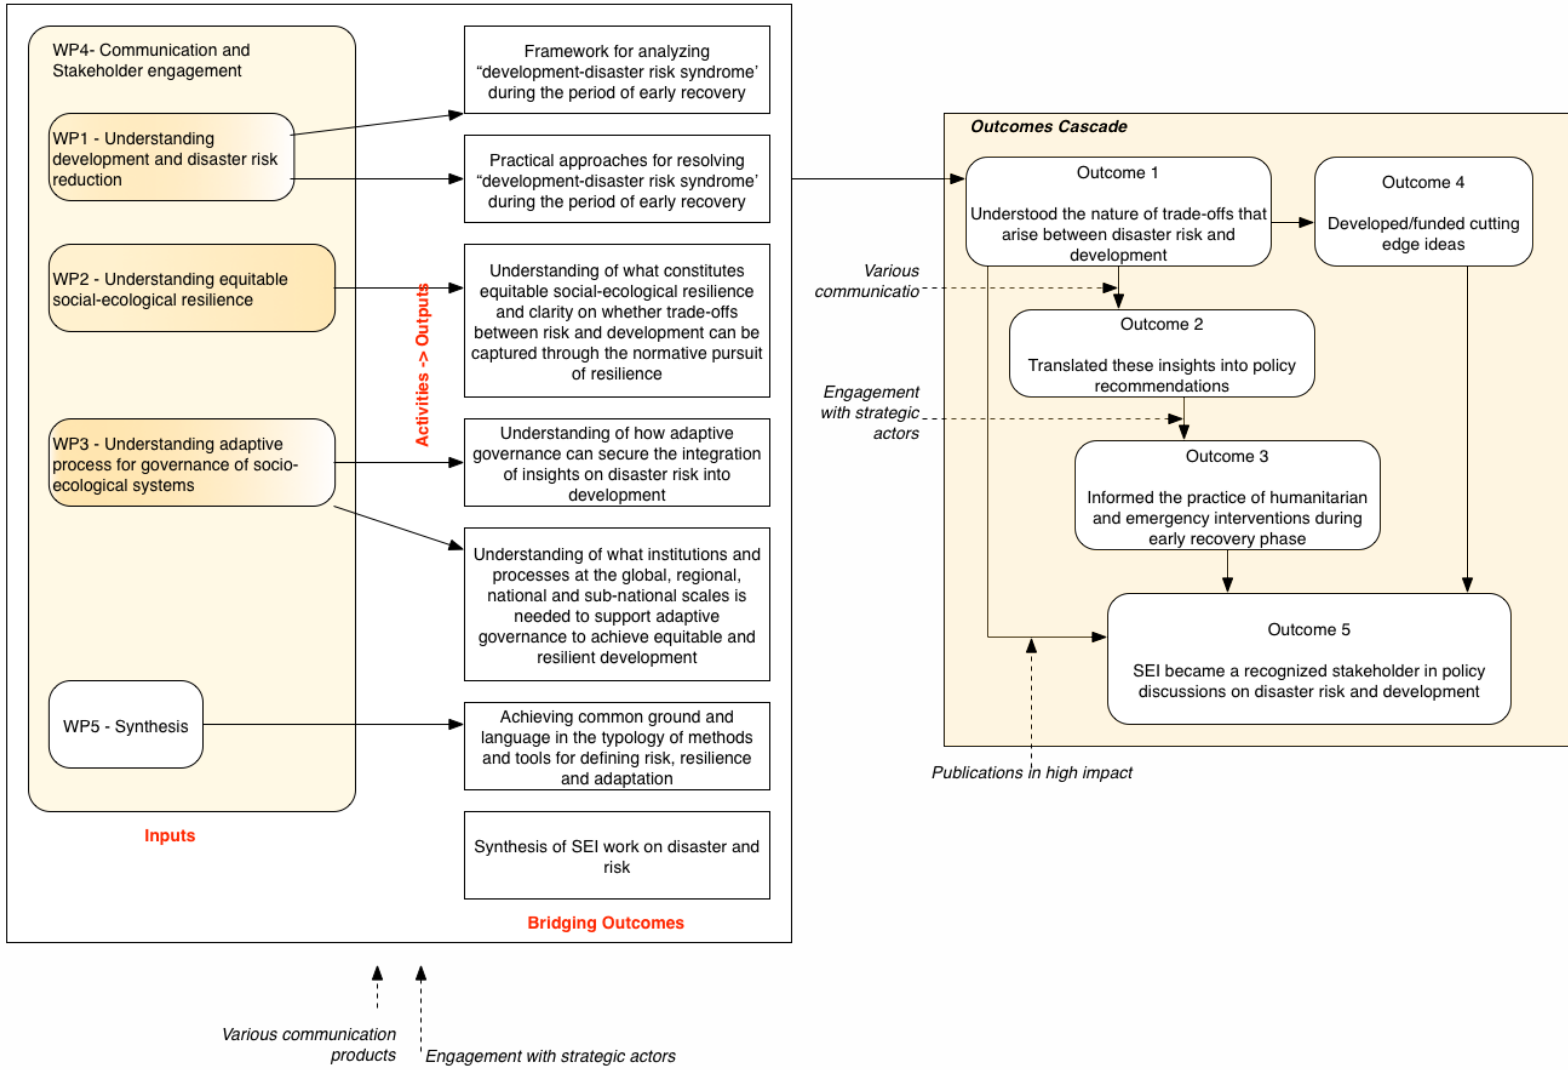 WP4- Communication and
Stakeholder engagement
WP1 - Understanding
development and disaster risk
reduction
WP2 - Understanding equitable
social-ecological resilience
WP3 - Understanding adaptive
process for governance of socio-
ecological systems
WP5 - Synthesis
Inputs
Activities -> Outputs
Framework for analyzing
“development-disaster risk syndrome’
during the period of early recovery
Practical approaches for resolving
“development-disaster risk syndrome’
during the period of early recovery
Understanding of what constitutes
equitable social-ecological resilience
and clarity on whether trade-offs
between risk and development can be
captured through the normative pursuit
of resilience
Understanding of how adaptive
governance can secure the integration
of insights on disaster risk into
development
Understanding of what institutions and
processes at the global, regional,
national and sub-national scales is
needed to support adaptive
governance to achieve equitable and
resilient development
Achieving common ground and
language in the typology of methods
and tools for defining risk, resilience
and adaptation
Synthesis of SEI work on disaster and
risk
Bridging Outcomes
Various communication
products
Engagement with strategic actors
Outcomes Cascade
Outcome 1
Understood the nature of trade-offs that
arise between disaster risk and
development
Outcome 4
Developed/funded cutting
edge ideas
Various
communicatio
Outcome 2
Translated these insights into policy
recommendations
Engagement
with strategic
actors
Outcome 3
Informed the practice of humanitarian
and emergency interventions during
early recovery phase
Outcome 5
SEI became a recognized stakeholder in policy
discussions on disaster risk and development
Publications in high impact